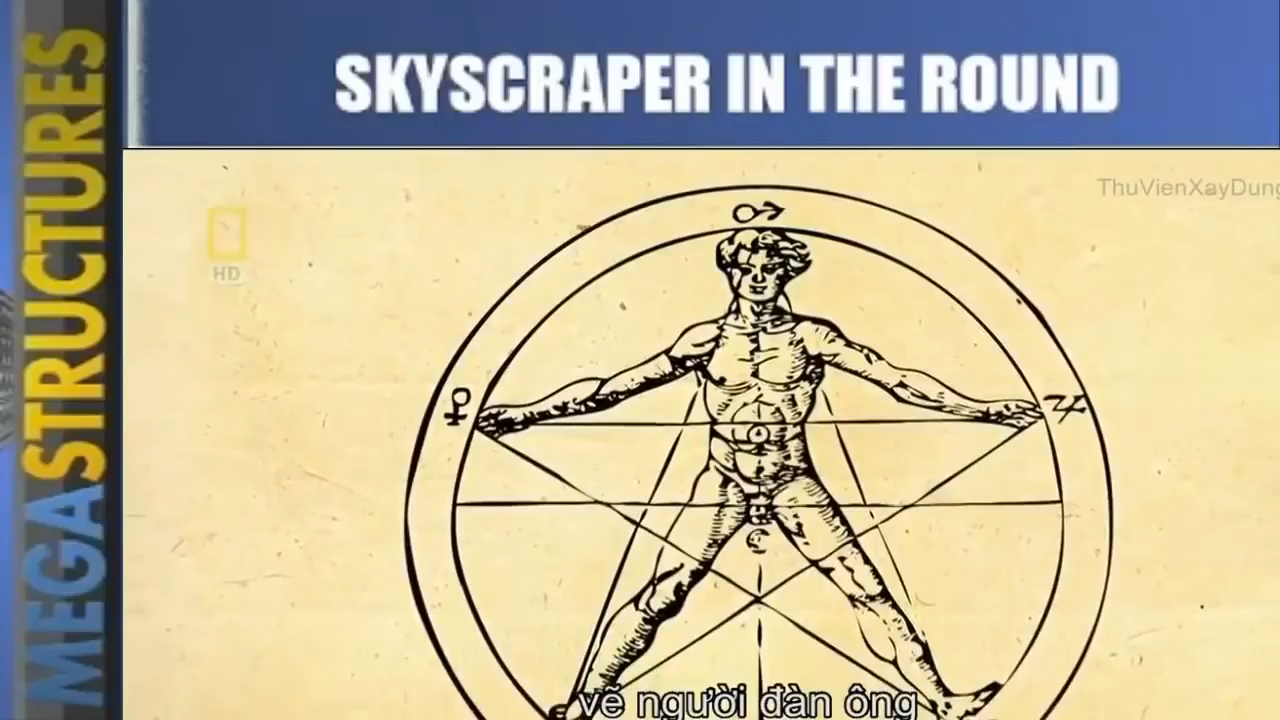 SKYSCRAPER IN THE ROUND
MEGASTRUCTURES
ThuVienXayDung
HD
vẽ người đàn ông